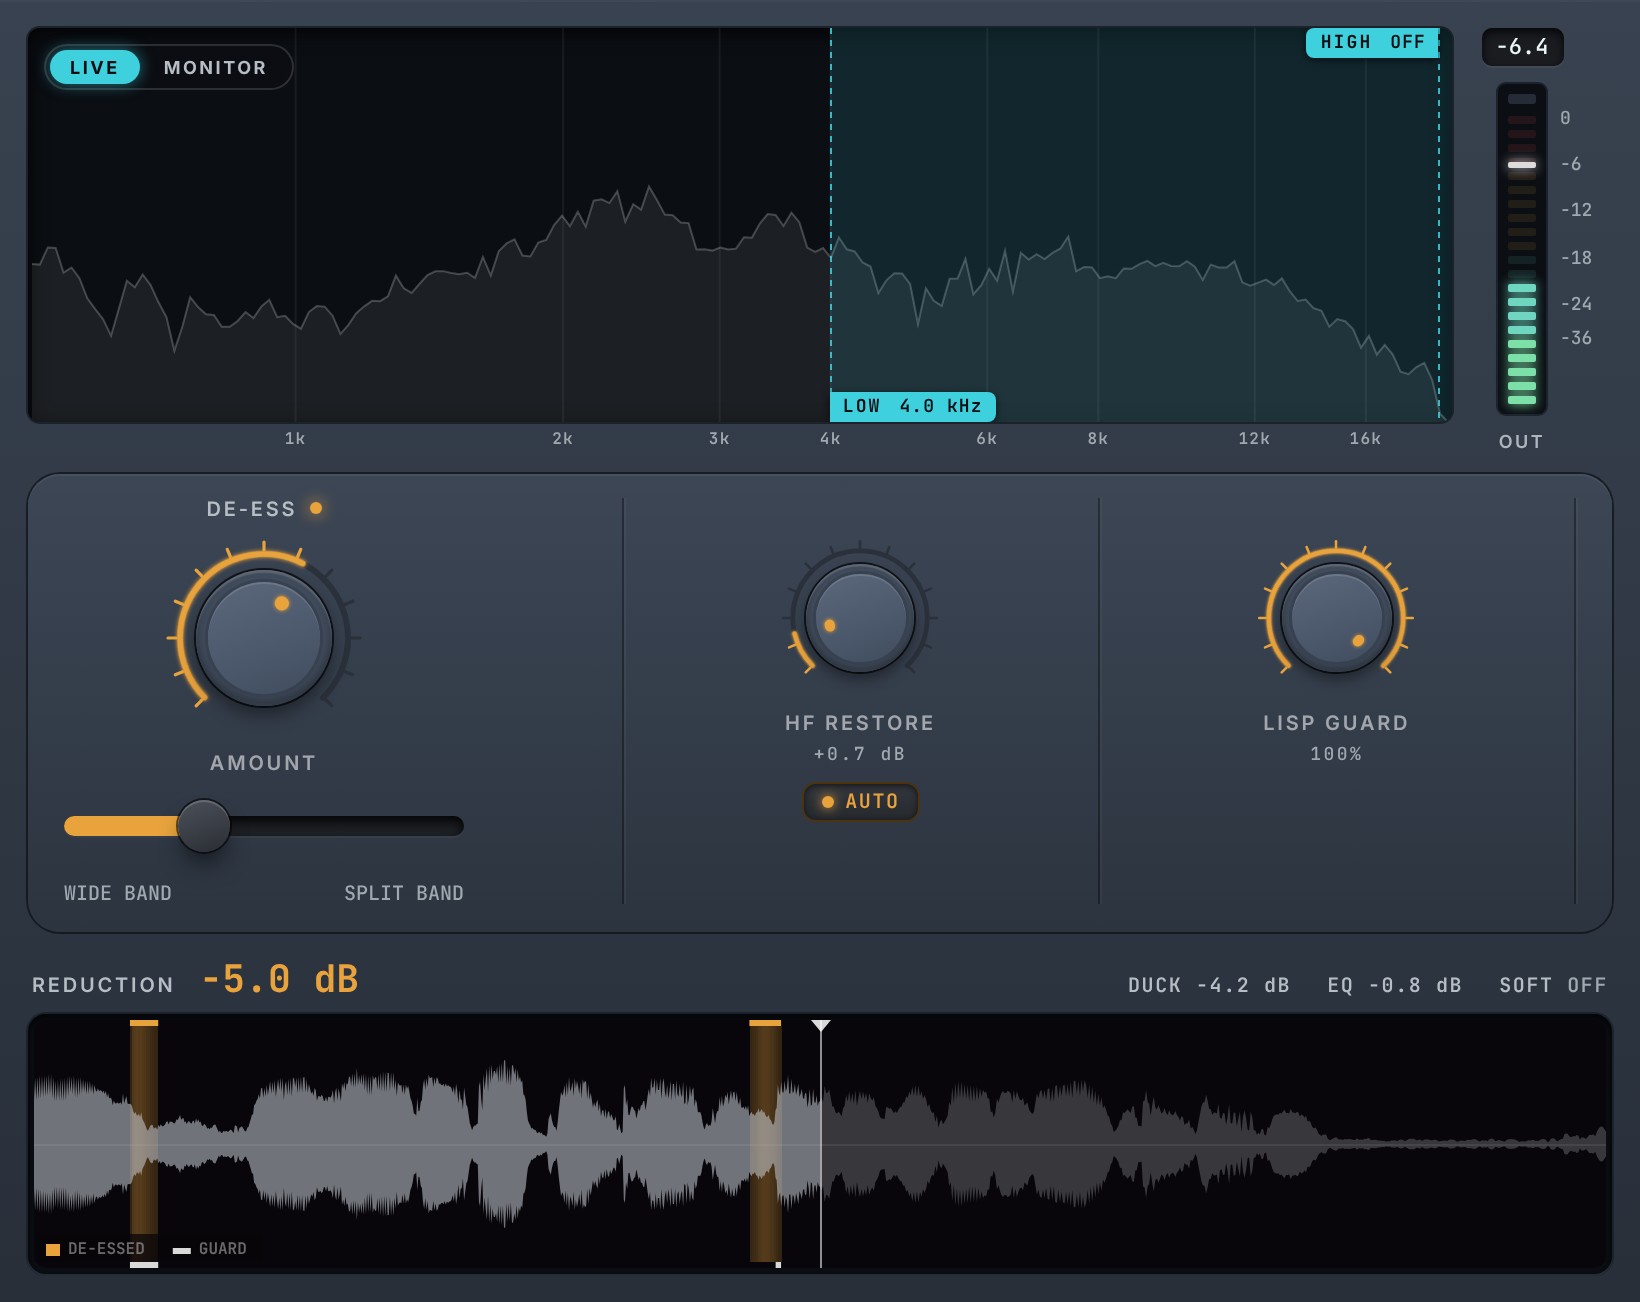 LIVE MONITOR
HIGH OFF
-6.4
0
-6
-12
-18
-24
-36
LOW 4.0 kHz
1k 2k 3k 4k 6k 8k 12k 16k
OUT
DE-ESS
AMOUNT
WIDE BAND SPLIT BAND
HF RESTORE
+0.7 dB
AUTO
LISP GUARD
100%
REDUCTION -5.0 dB
DUCK -4.2 dB EQ -0.8 dB SOFT OFF
DE-ESSED GUARD